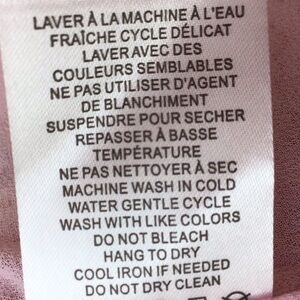 LAVER À LA MACHINE À L'EAU
FRAÎCHE CYCLE DÉLICAT
LAVER AVEC DES
COULEURS SEMBLABLES
NE PAS UTILISER D'AGENT
DE BLANCHIMENT
SUSPENDRE POUR SECHER
REPASSER À BASSE
TEMPÉRATURE
NE PAS NETTOYER À SEC
MACHINE WASH IN COLD
WATER GENTLE CYCLE
WASH WITH LIKE COLORS
DO NOT BLEACH
HANG TO DRY
COOL IRON IF NEEDED
DO NOT DRY CLEAN